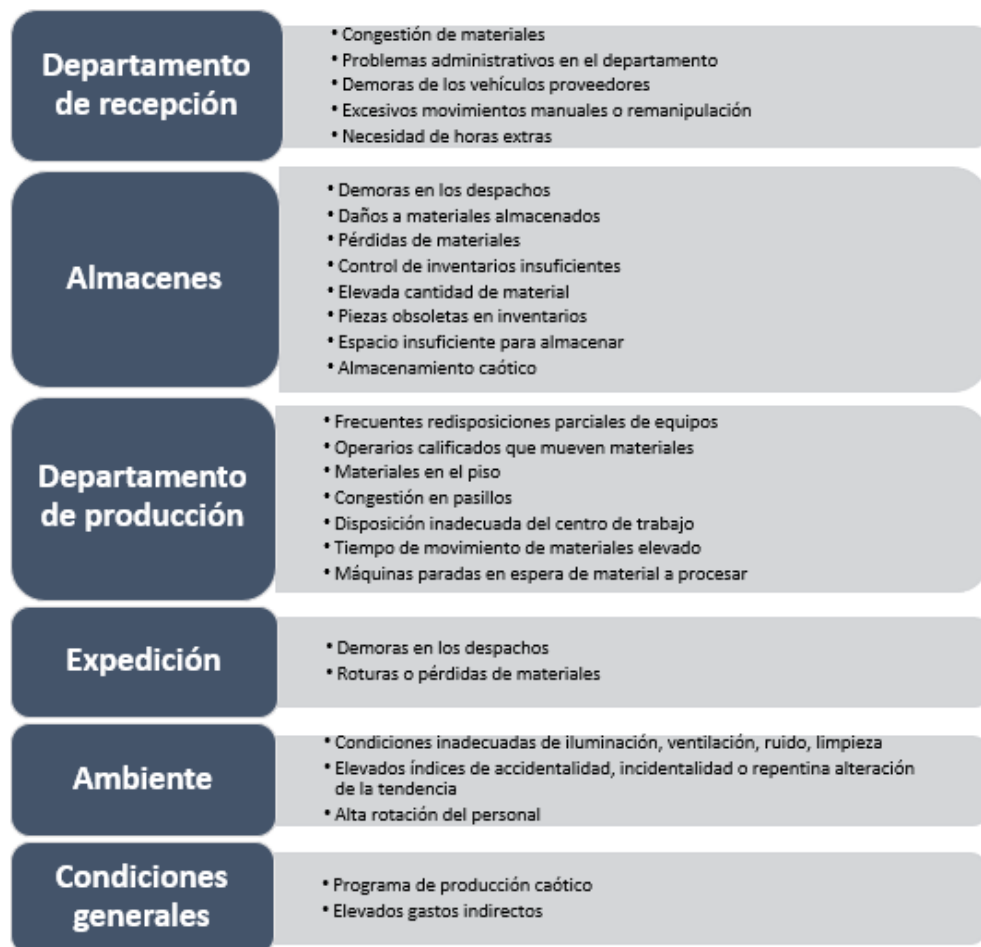 Departamento
de recepción
• Congestión de materiales
• Problemas administrativos en el departamento
• Demoras de los vehículos proveedores
• Excesivos movimientos manuales o remanipulación
• Necesidad de horas extras
Almacenes
• Demoras en los despachos
• Daños a materiales almacenados
• Pérdidas de materiales
• Control de inventarios insuficientes
• Elevada cantidad de material
• Piezas obsoletas en inventarios
• Espacio insuficiente para almacenar
• Almacenamiento caótico
Departamento
de producción
• Frecuentes redisposiciones parciales de equipos
• Operarios calificados que mueven materiales
• Materiales en el piso
• Congestión en pasillos
• Disposición inadecuada del centro de trabajo
• Tiempo de movimiento de materiales elevado
• Máquinas paradas en espera de material a procesar
Expedición
• Demoras en los despachos
• Roturas o pérdidas de materiales
Ambiente
• Condiciones inadecuadas de iluminación, ventilación, ruido, limpieza
• Elevados índices de accidentalidad, incidentalidad o repentina alteración
de la tendencia
• Alta rotación del personal
Condiciones
generales
• Programa de producción caótico
• Elevados gastos indirectos